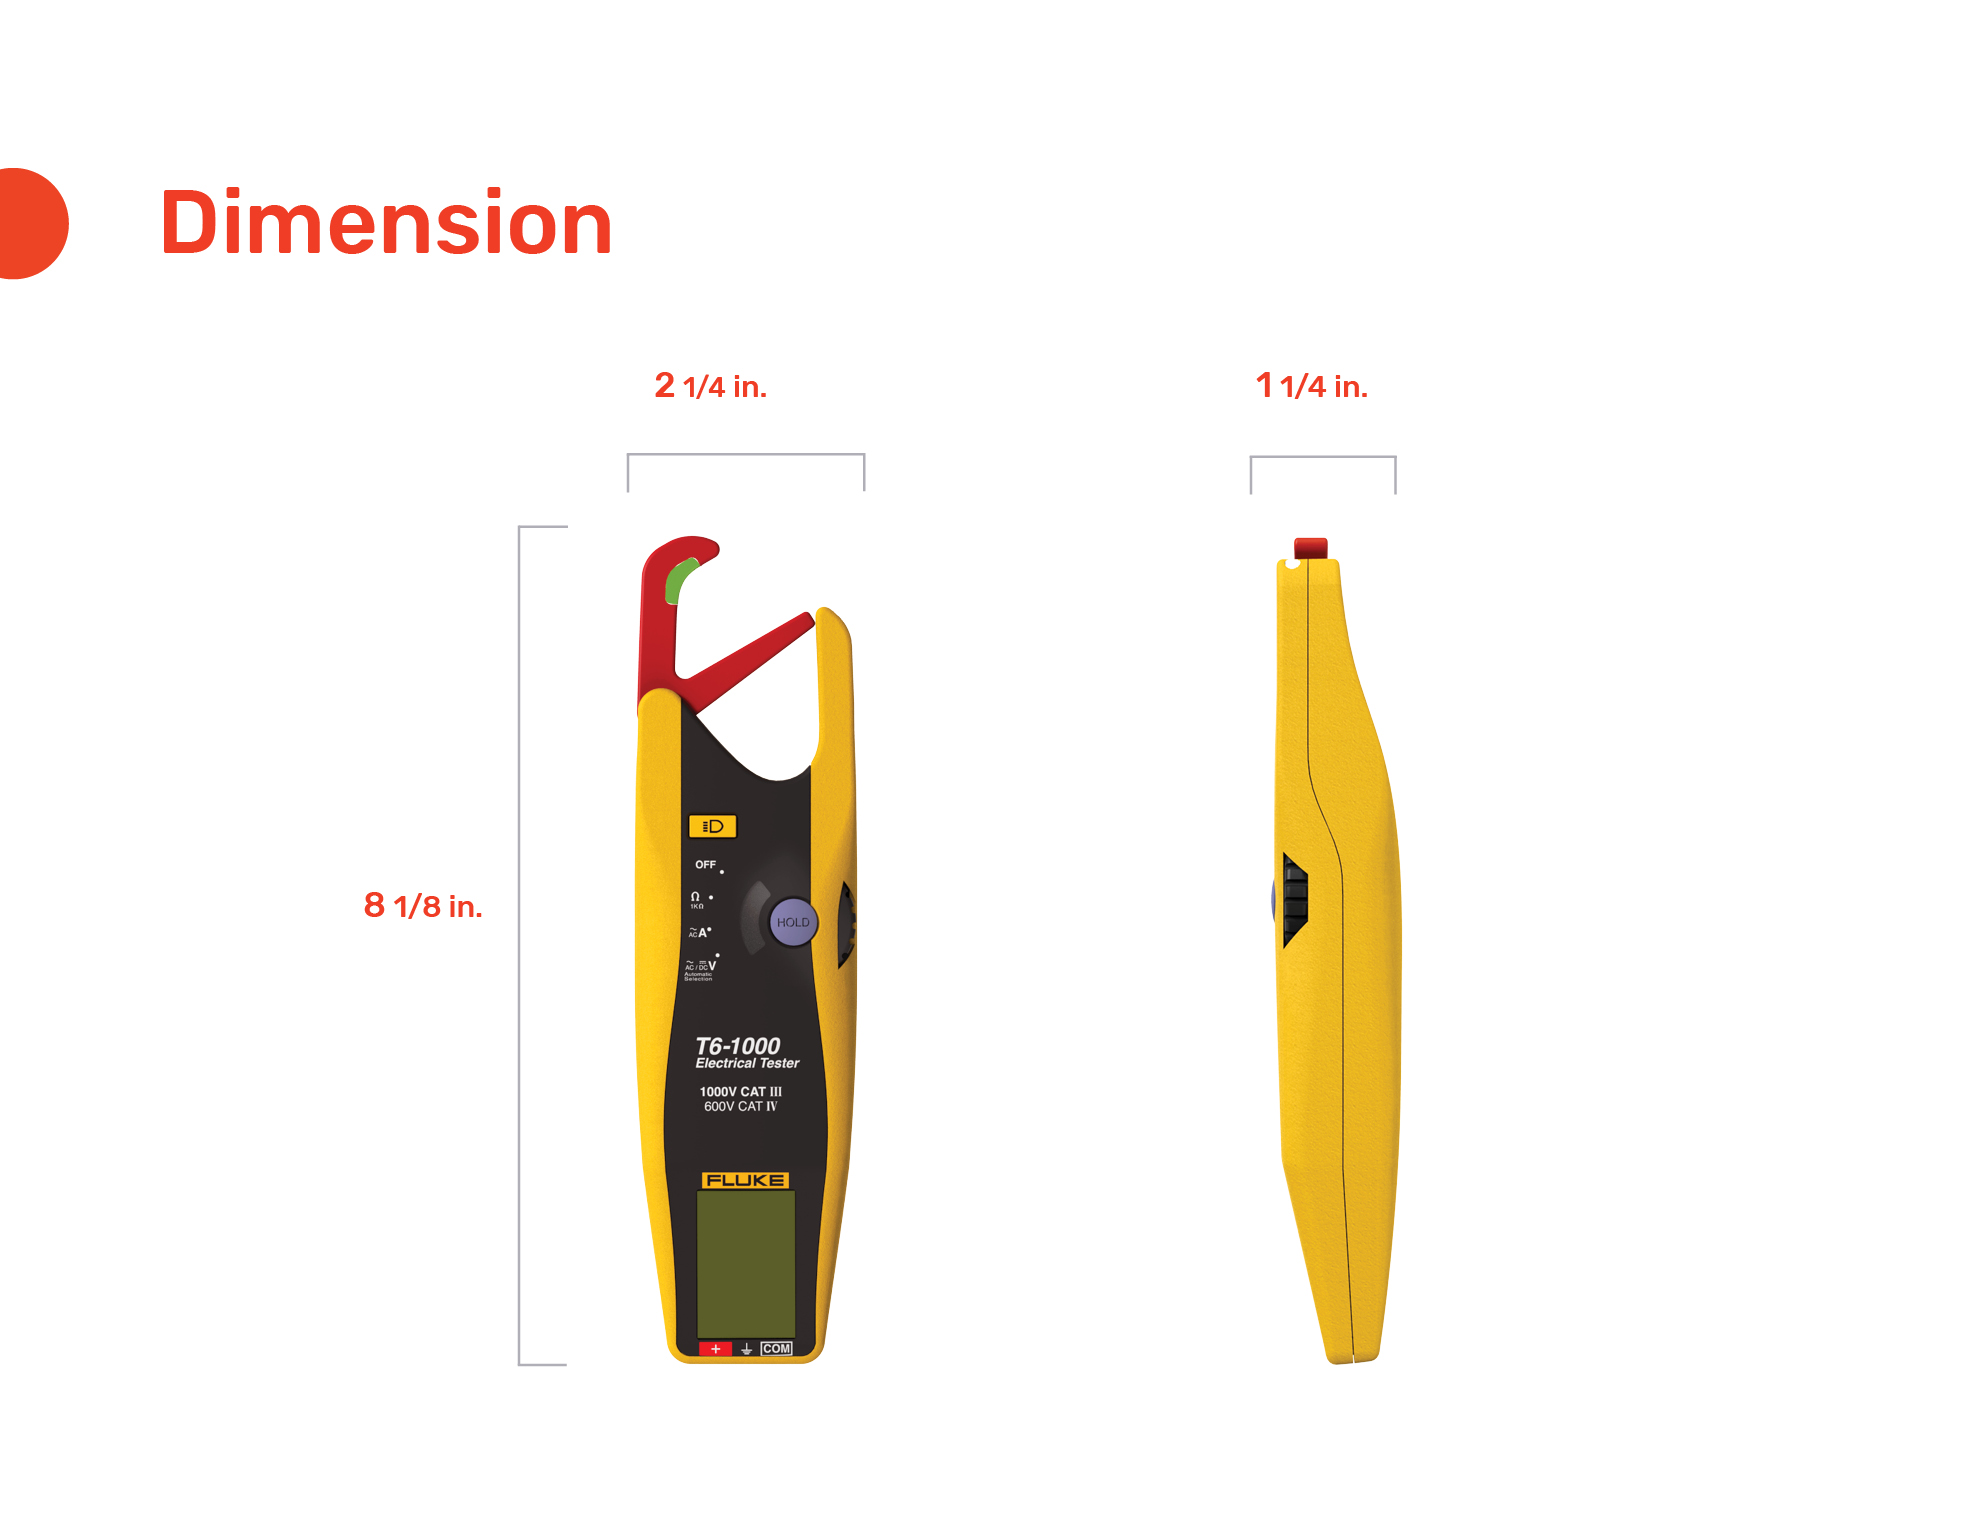 Dimension
2 1/4 in.
1 1/4 in.
8 1/8 in.
OFF
Ω
1KΩ
HOLD
AC A
AC / DC V
Automatic
Selection
T6-1000
Electrical Tester
1000V CAT III
600V CAT IV
FLUKE
+ COM